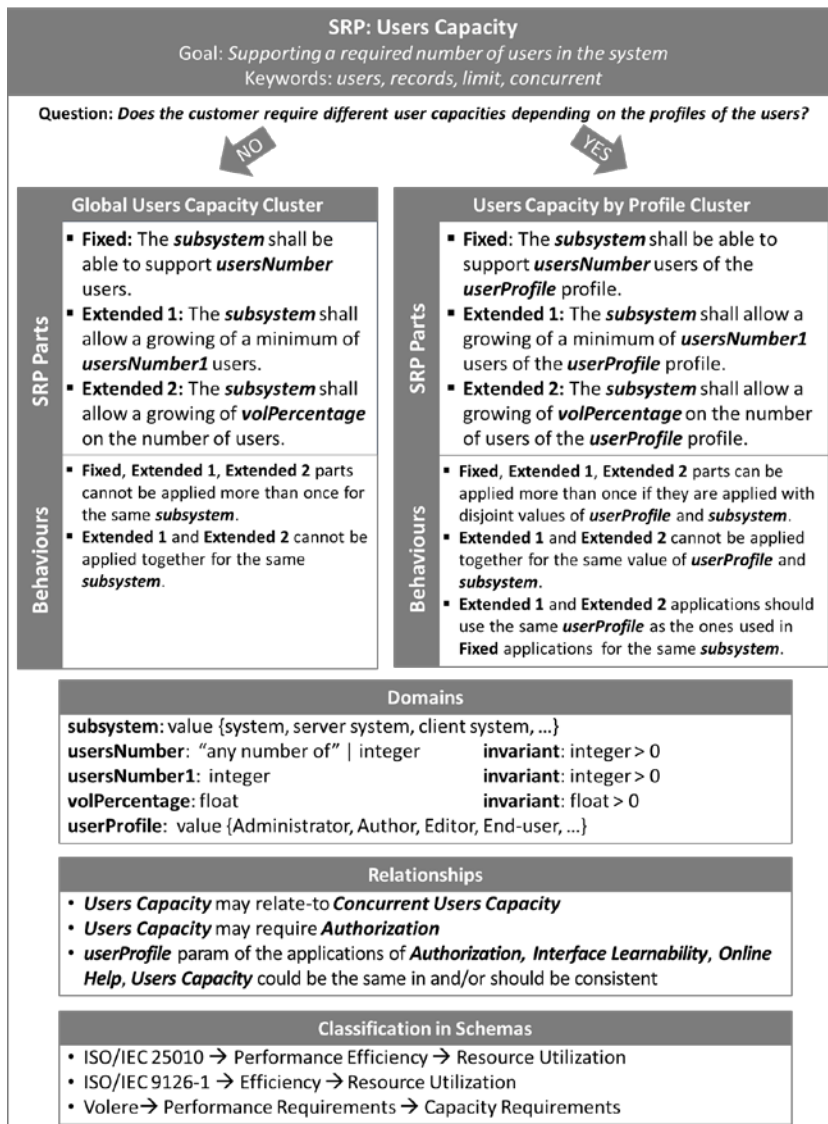 SRP: Users Capacity
Goal: Supporting a required number of users in the system
Keywords: users, records, limit, concurrent
Question: Does the customer require different user capacities depending on the profiles of the users?
NO
YES
Global Users Capacity Cluster
SRP Parts
▪ Fixed: The subsystem shall be
able to support usersNumber
users.
▪ Extended 1: The subsystem shall
allow a growing of a minimum of
usersNumber1 users.
▪ Extended 2: The subsystem shall
allow a growing of volPercentage
on the number of users.
Behaviours
▪ Fixed, Extended 1, Extended 2 parts
cannot be applied more than once for
the same subsystem.
▪ Extended 1 and Extended 2 cannot be
applied together for the same
subsystem.
Users Capacity by Profile Cluster
SRP Parts
▪ Fixed: The subsystem shall be able to
support usersNumber users of the
userProfile profile.
▪ Extended 1: The subsystem shall allow
a growing of a minimum of usersNumber1
users of the userProfile profile.
▪ Extended 2: The subsystem shall allow a
growing of volPercentage on the number
of users of the userProfile profile.
Behaviours
▪ Fixed, Extended 1, Extended 2 parts can be
applied more than once if they are applied with
disjoint values of userProfile and subsystem.
▪ Extended 1 and Extended 2 cannot be applied
together for the same value of userProfile and
subsystem.
▪ Extended 1 and Extended 2 applications should
use the same userProfile as the ones used in
Fixed applications for the same subsystem.
Domains
subsystem: value {system, server system, client system, ...}
usersNumber: “any number of” | integer invariant: integer > 0
usersNumber1: integer invariant: integer > 0
volPercentage: float invariant: float > 0
userProfile: value {Administrator, Author, Editor, End-user, ...}
Relationships
• Users Capacity may relate-to Concurrent Users Capacity
• Users Capacity may require Authorization
• userProfile param of the applications of Authorization, Interface Learnability, Online
Help, Users Capacity could be the same in and/or should be consistent
Classification in Schemas
• ISO/IEC 25010 → Performance Efficiency → Resource Utilization
• ISO/IEC 9126-1 → Efficiency → Resource Utilization
• Volere→ Performance Requirements → Capacity Requirements